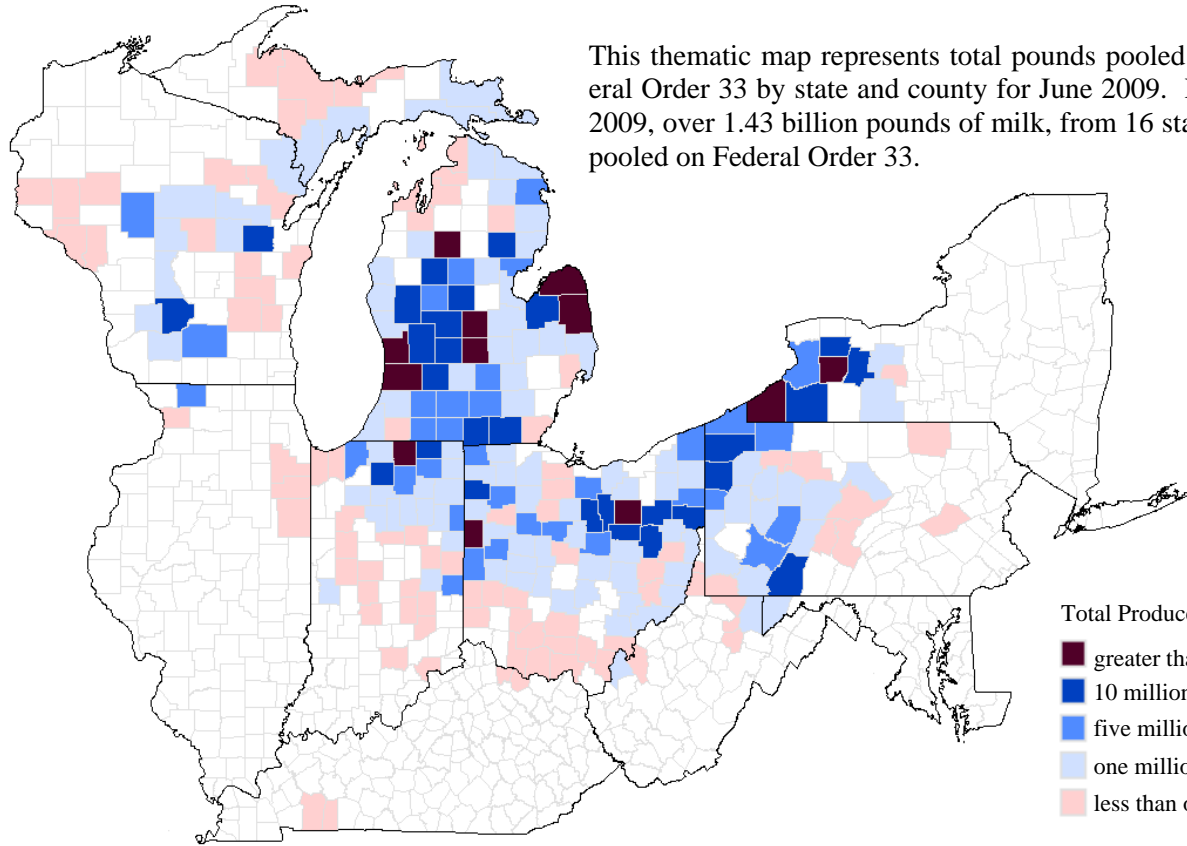 This thematic map represents total pounds pooled
eral Order 33 by state and county for June 2009.
2009, over 1.43 billion pounds of milk, from 16 sta
pooled on Federal Order 33.
Total Produc
greater tha
10 million
five millio
one millio
less than o